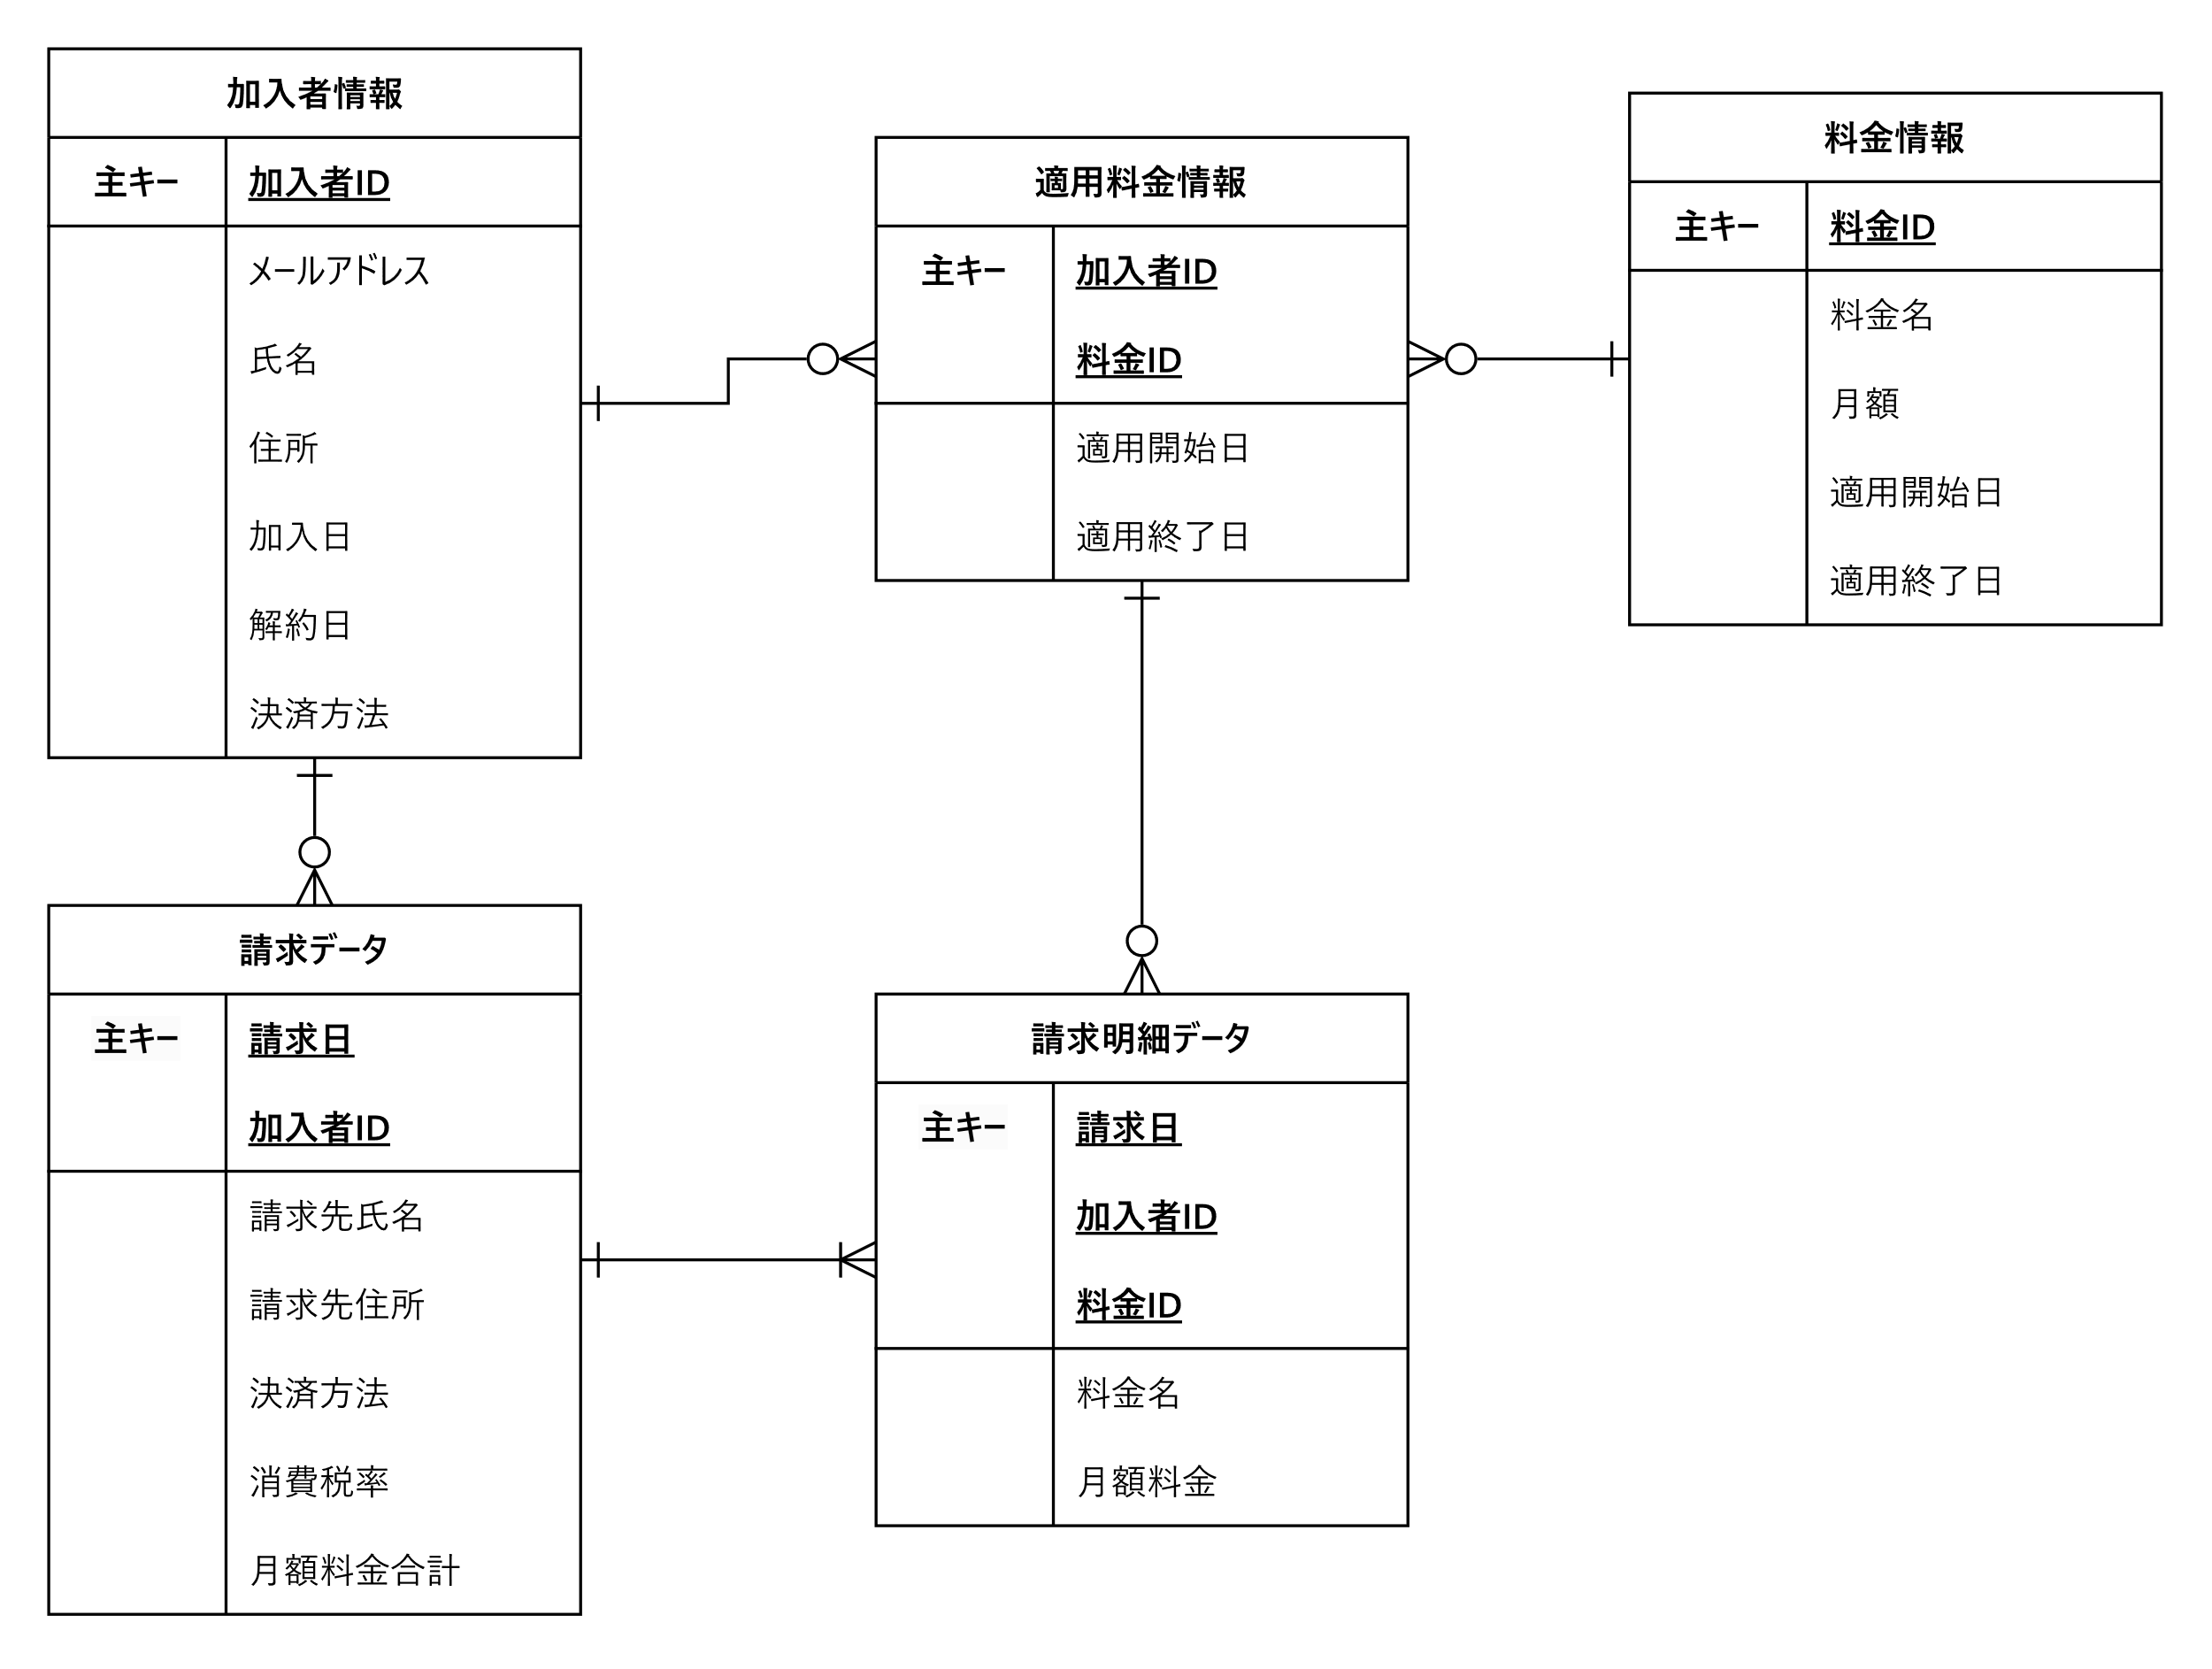 加入者情報
主キー 加入者ID
メールアドレス
氏名
住所
加入日
解約日
決済方法
適用料金情報
主キー 加入者ID
料金ID
適用開始日
適用終了日
料金情報
主キー 料金ID
料金名
月額
適用開始日
適用終了日
請求データ
主キー 請求日
加入者ID
請求先氏名
請求先住所
決済方法
消費税率
月額料金合計
請求明細データ
主キー 請求日
加入者ID
料金ID
料金名
月額料金